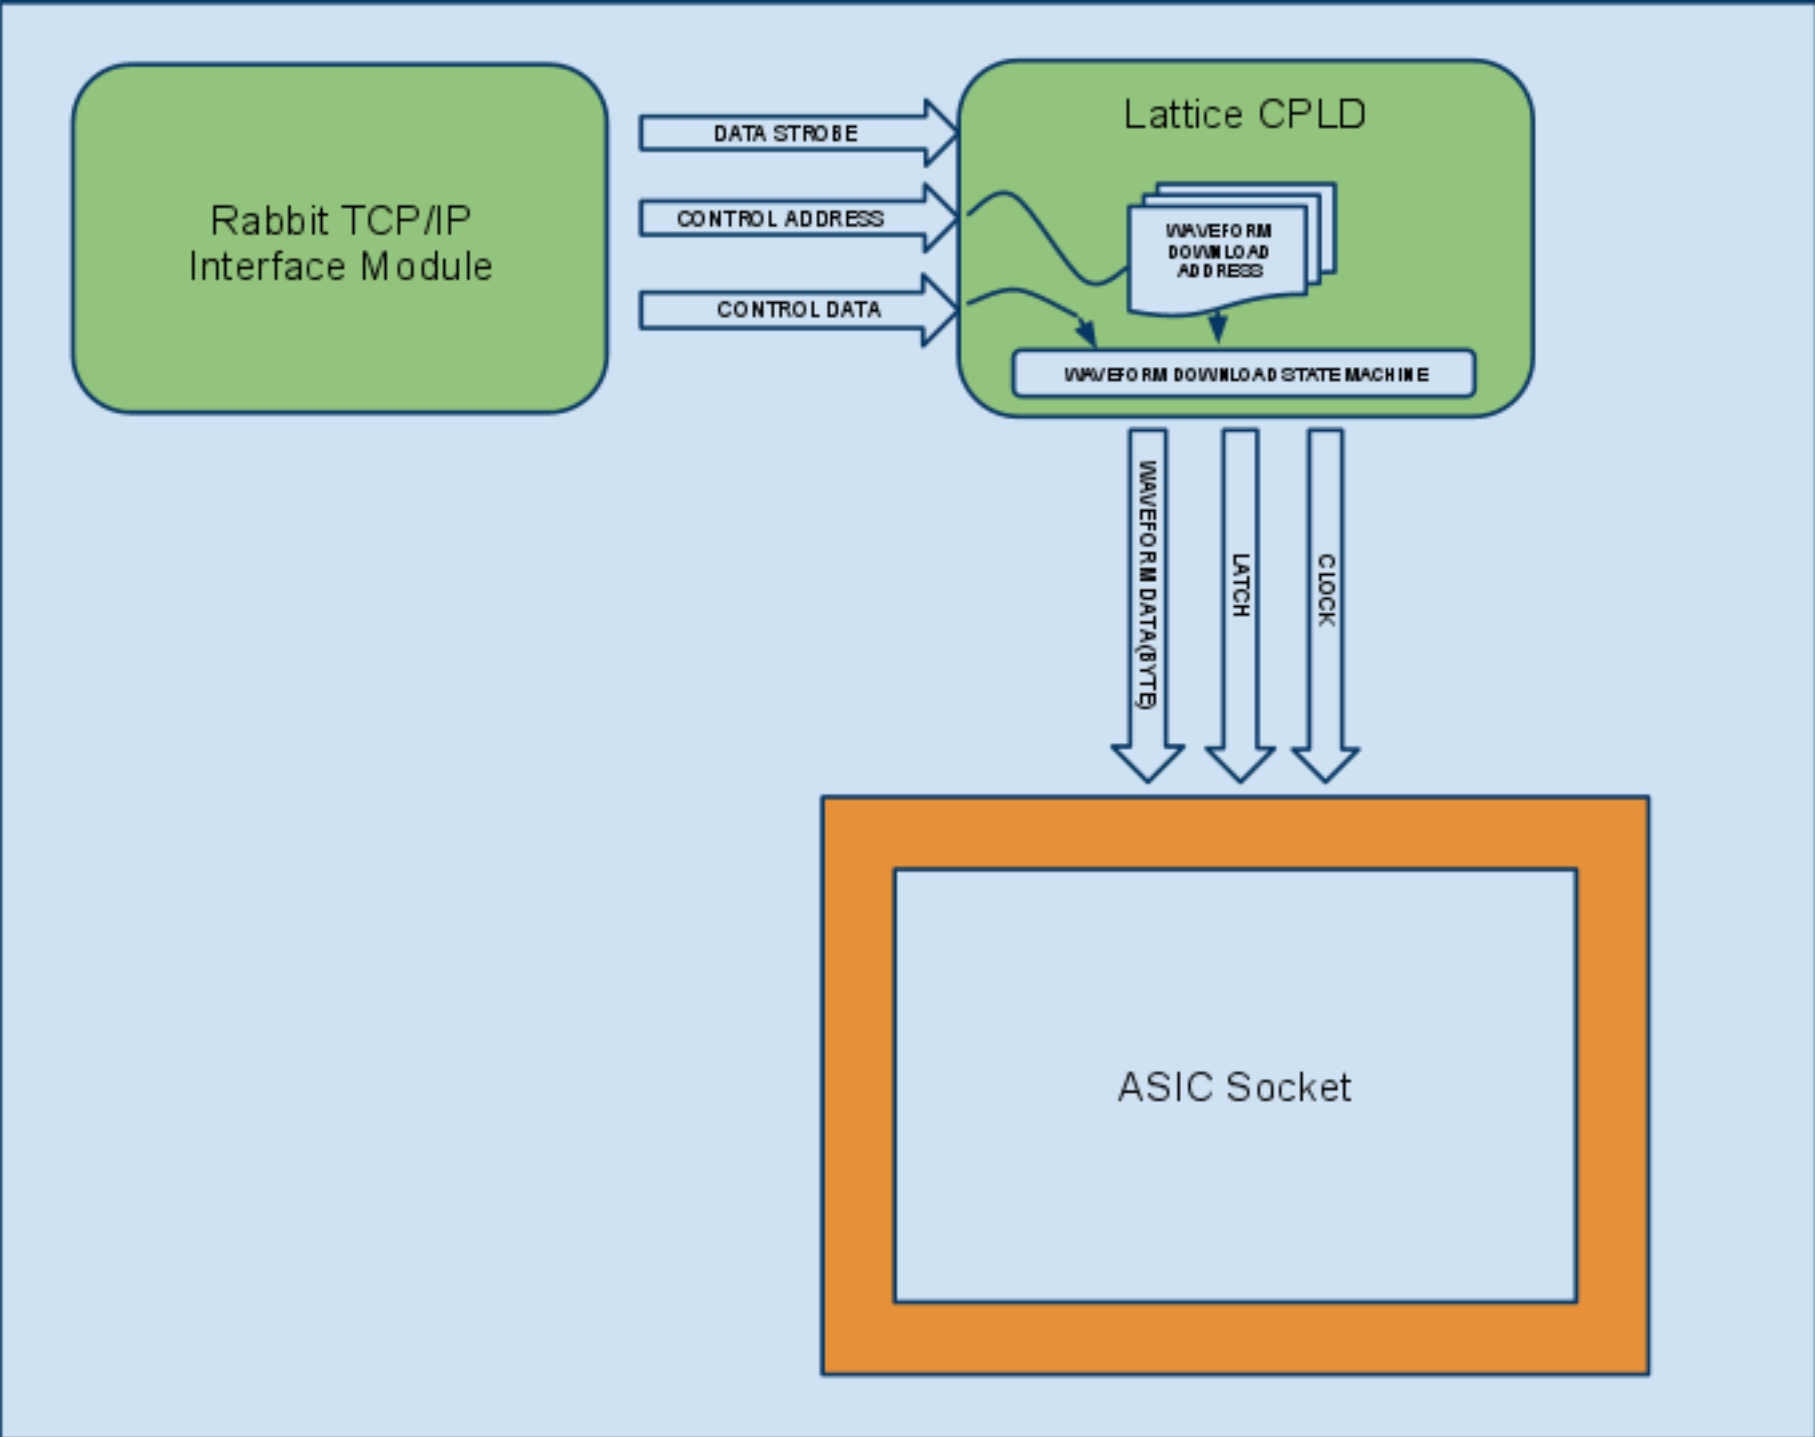 Rabbit TCP/IP
Interface Module
DATA STROBE
CONTROL ADDRESS
CONTROL DATA
Lattice CPLD
WAVEFORM
DOWNLOAD
ADDRESS
WAVEFORM DOWNLOAD STATE MACHINE
WAVEFORM DATA(BYTE)
LATCH
CLOCK
ASIC Socket